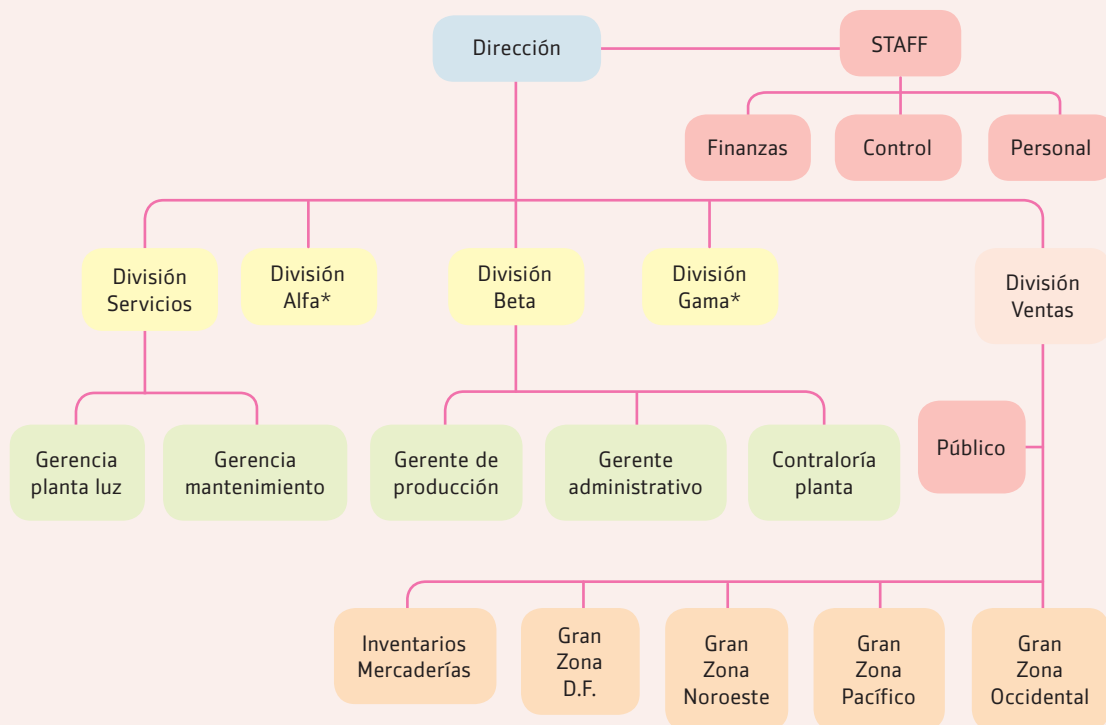 Dirección
STAFF
Finanzas
Control
Personal
División
Servicios
División
Alfa*
División
Beta
División
Gama*
División
Ventas
Gerencia
planta luz
Gerencia
mantenimiento
Gerente de
producción
Gerente
administrativo
Contraloría
planta
Público
Inventarios
Mercaderías
Gran
Zona
D.F.
Gran
Zona
Noroeste
Gran
Zona
Pacífico
Gran
Zona
Occidental